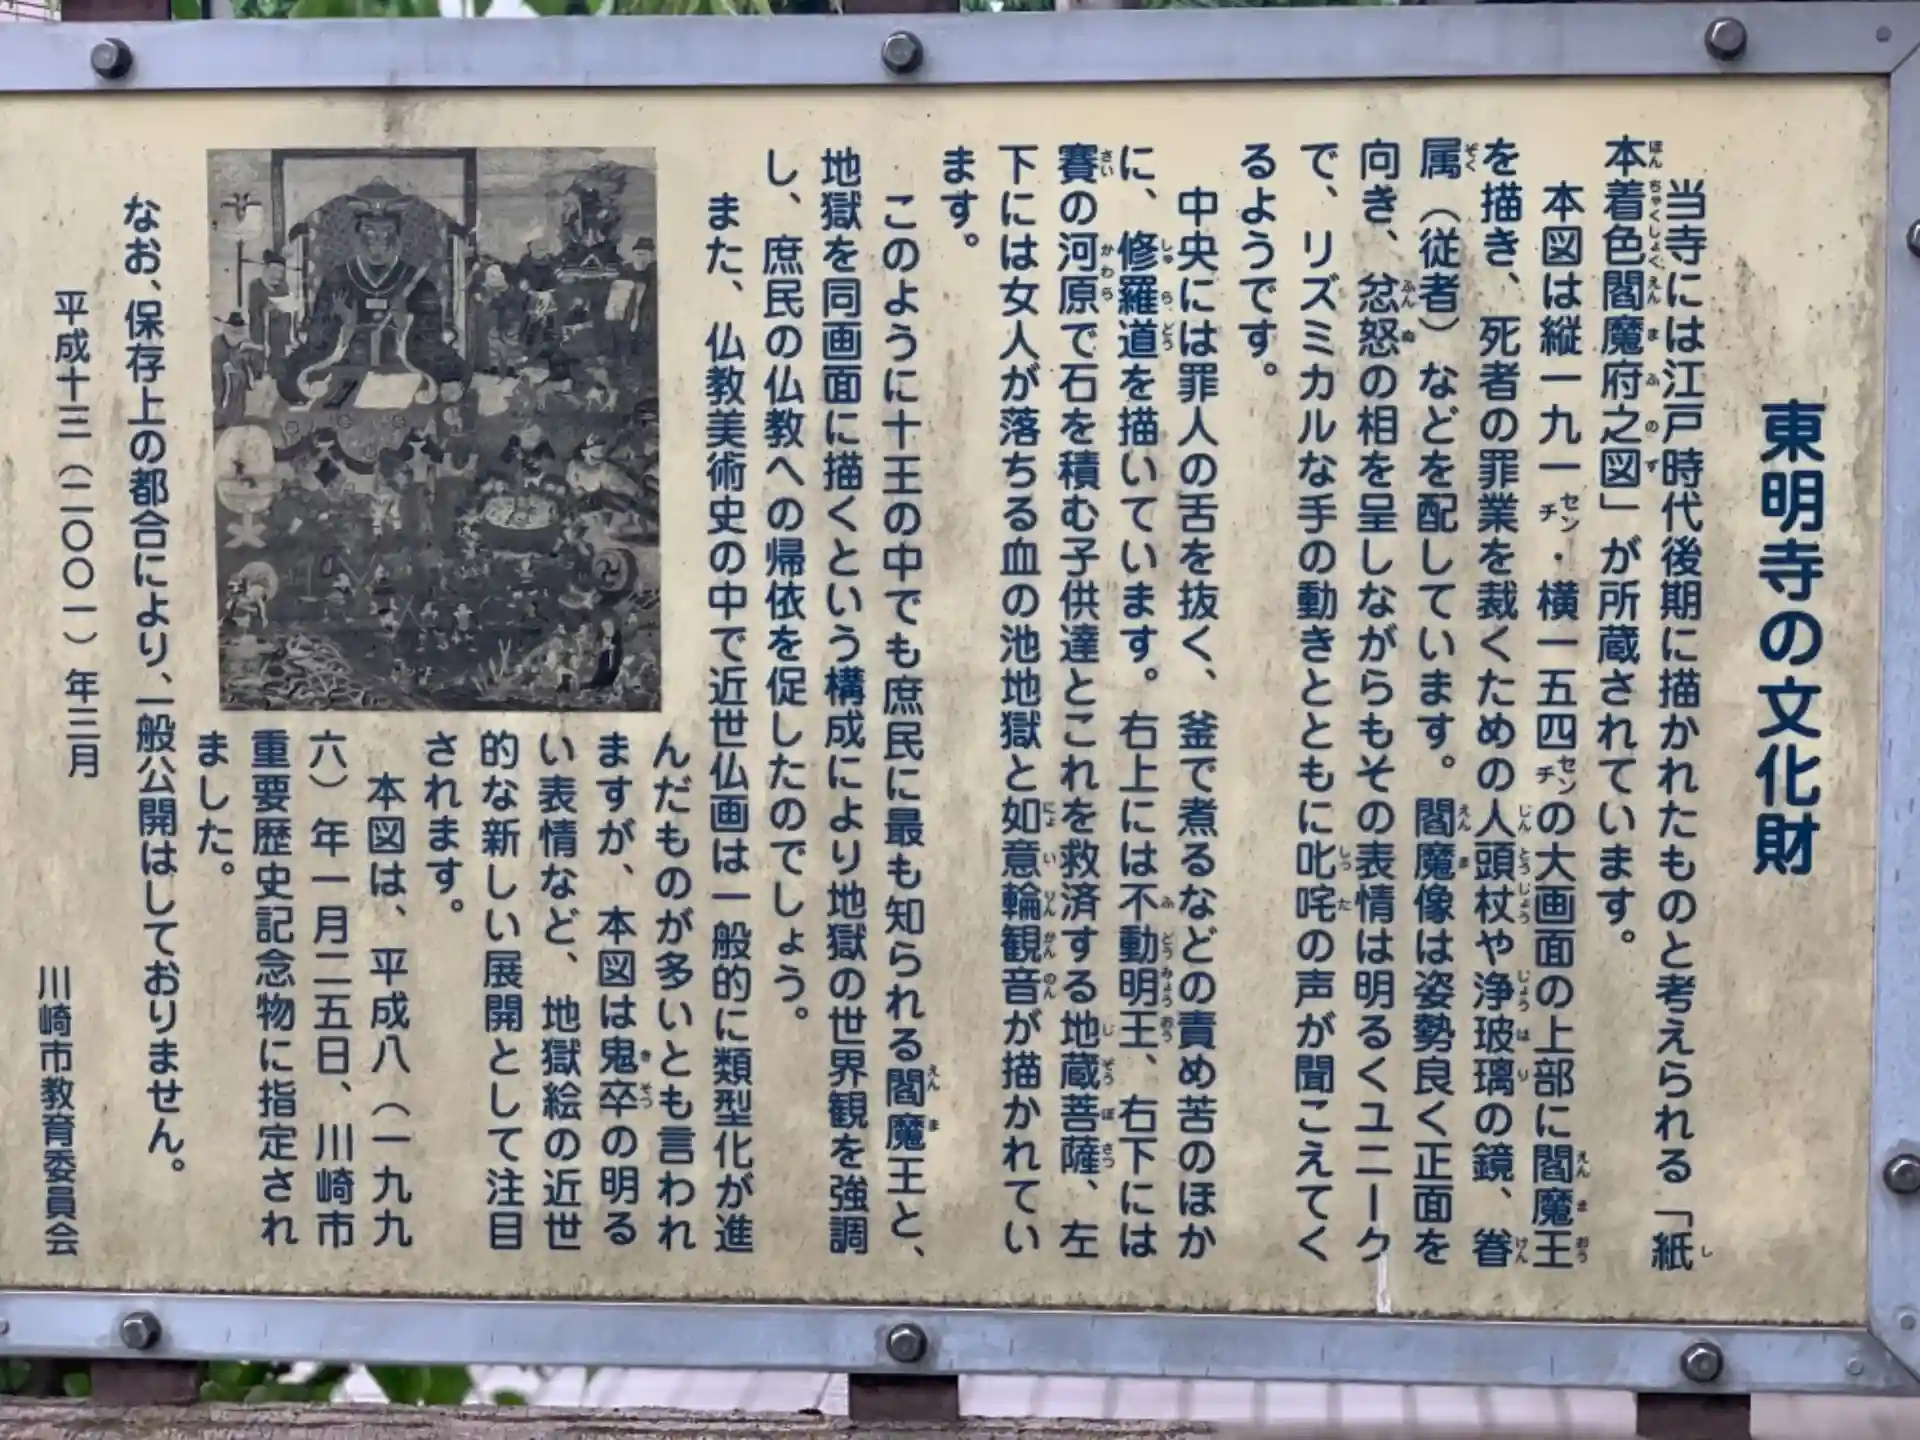 東明寺の文化財
当寺には江戸時代後期に描かれたものと考えられる「紙
本着色閻魔府之図」が所蔵されています。
本図は縦一九一センチ・横一五四センチの大画面の上部に閻魔王
を描き、死者の罪業を裁くための人頭杖や浄玻璃の鏡、眷
属（従者）などを配しています。閻魔像は姿勢良く正面を
向き、忿怒の相を呈しながらもその表情は明るくユニーク
で、リズミカルな手の動きとともに叱咤の声が聞こえてく
るようです。
中央には罪人の舌を抜く、釜で煮るなどの責め苦のほか
に、修羅道を描いています。右上には不動明王、右下には
賽の河原で石を積む子供達とこれを救済する地蔵菩薩、左
下には女人が落ちる血の池地獄と如意輪観音が描かれてい
ます。
このように十王の中でも庶民に最も知られる閻魔王と、
地獄を同画面に描くという構成により地獄の世界観を強調
し、庶民の仏教への帰依を促したのでしょう。
また、仏教美術史の中で近世仏画は一般的に類型化が進
んだものが多いとも言われ
ますが、本図は鬼卒の明る
い表情など、地獄絵の近世
的な新しい展開として注目
されます。
本図は、平成八（一九九
六）年一月二五日、川崎市
重要歴史記念物に指定され
ました。
なお、保存上の都合により、一般公開はしておりません。
平成十三（二〇〇一）年三月
川崎市教育委員会